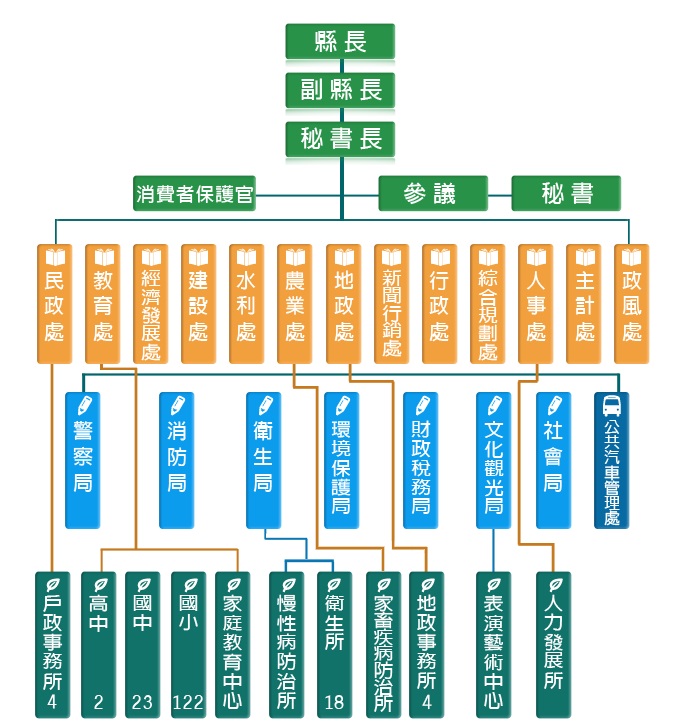 縣長
副縣長
秘書長
消費者保護官
參議
秘書
民政處
教育處
經濟發展處
建設處
水利處
農業處
地政處
新聞行銷處
行政處
綜合規劃處
人事處
主計處
政風處
警察局
消防局
衛生局
環境保護局
財政稅務局
文化觀光局
社會局
公共汽車管理處
戶政事務所4
高中2
國中23
國小122
家庭教育中心
慢性病防治所
衛生所18
家畜疾病防治所
地政事務所4
表演藝術中心
人力發展所